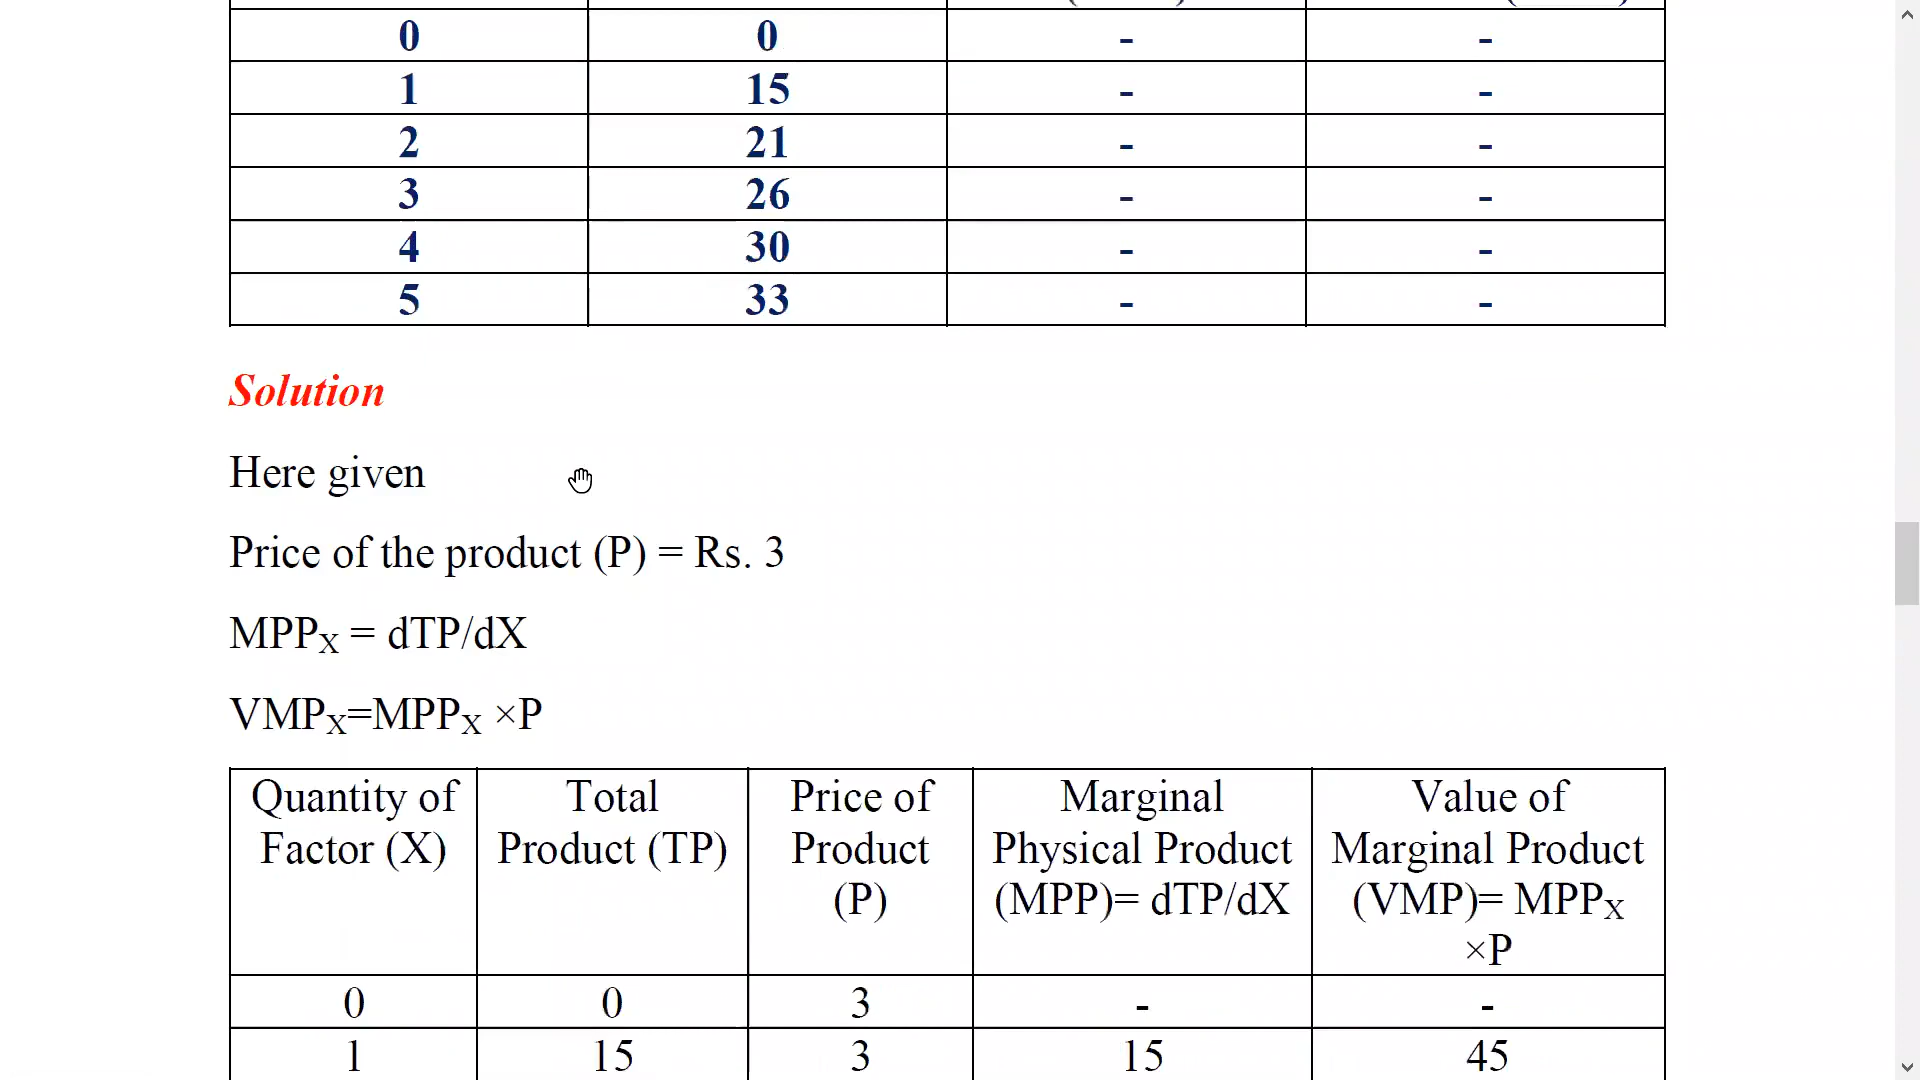 0 0 - -
1 15 - -
2 21 - -
3 26 - -
4 30 - -
5 33 - -
Solution
Here given
Price of the product (P) = Rs. 3
MPPX = dTP/dX
VMPX=MPPX ×P
Quantity of Factor (X) Total Product (TP) Price of Product (P) Marginal Physical Product (MPP)= dTP/dX Value of Marginal Product (VMP)= MPPX ×P
0 0 3 - -
1 15 3 15 45